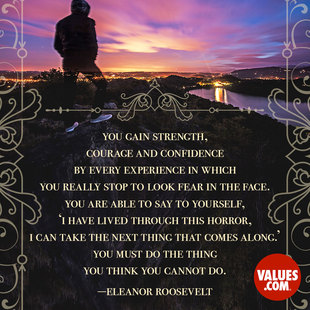 YOU GAIN STRENGTH,
COURAGE AND CONFIDENCE
BY EVERY EXPERIENCE IN WHICH
YOU REALLY STOP TO LOOK FEAR IN THE FACE.
YOU ARE ABLE TO SAY TO YOURSELF,
‘I HAVE LIVED THROUGH THIS HORROR,
I CAN TAKE THE NEXT THING THAT COMES ALONG.’
YOU MUST DO THE THING
YOU THINK YOU CANNOT DO.
—ELEANOR ROOSEVELT
VALUES
.COM